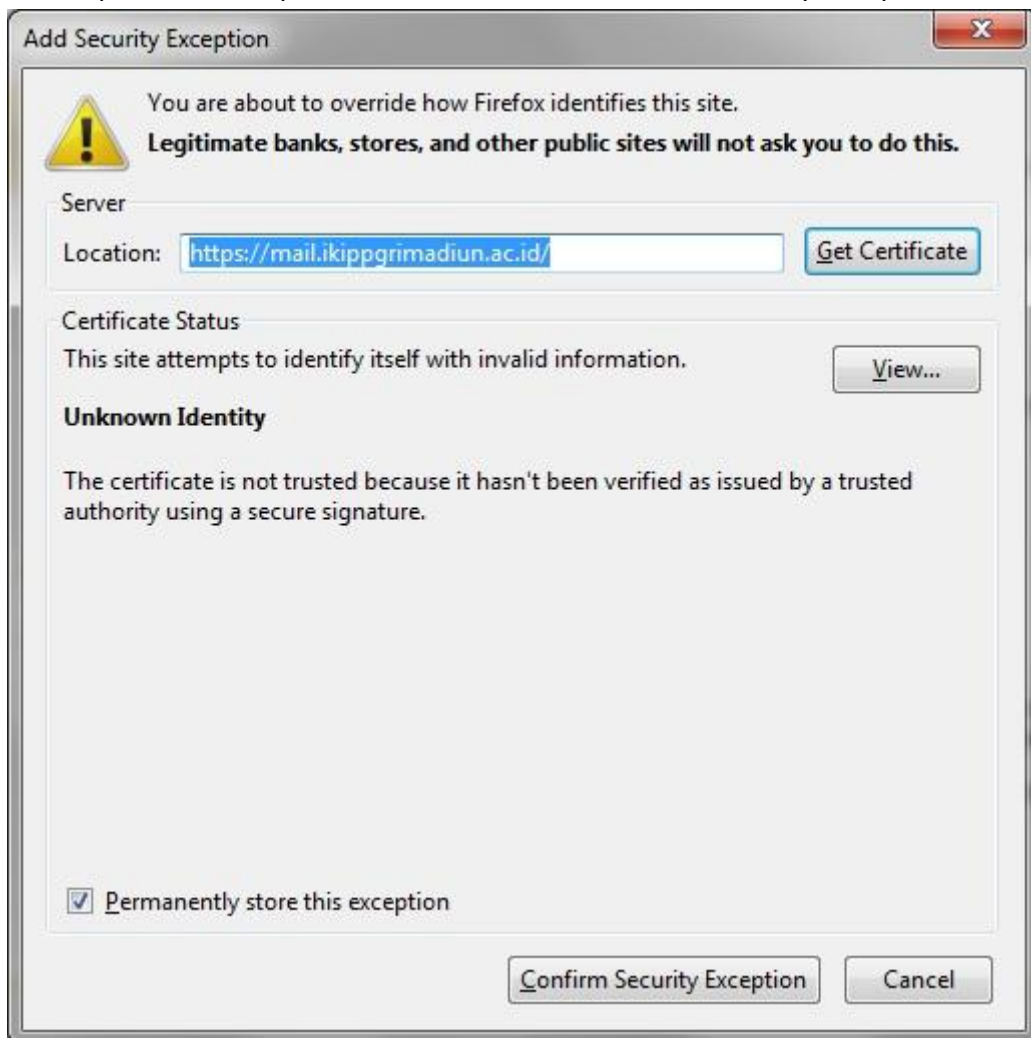 Add Security Exception
You are about to override how Firefox identifies this site.
Legitimate banks, stores, and other public sites will not ask you to do this.
Server
Location: https://mail.ikippgrimadiun.ac.id/ Get Certificate
Certificate Status
This site attempts to identify itself with invalid information.
View...
Unknown Identity
The certificate is not trusted because it hasn't been verified as issued by a trusted
authority using a secure signature.
Permanently store this exception
Confirm Security Exception Cancel